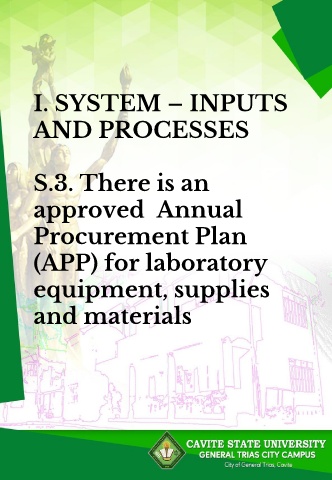 I. SYSTEM – INPUTS
AND PROCESSES
S.3. There is an
approved Annual
Procurement Plan
(APP) for laboratory
equipment, supplies
and materials
CAVITE STATE UNIVERSITY
GENERAL TRIAS CITY CAMPUS
City of General Trias, Cavite